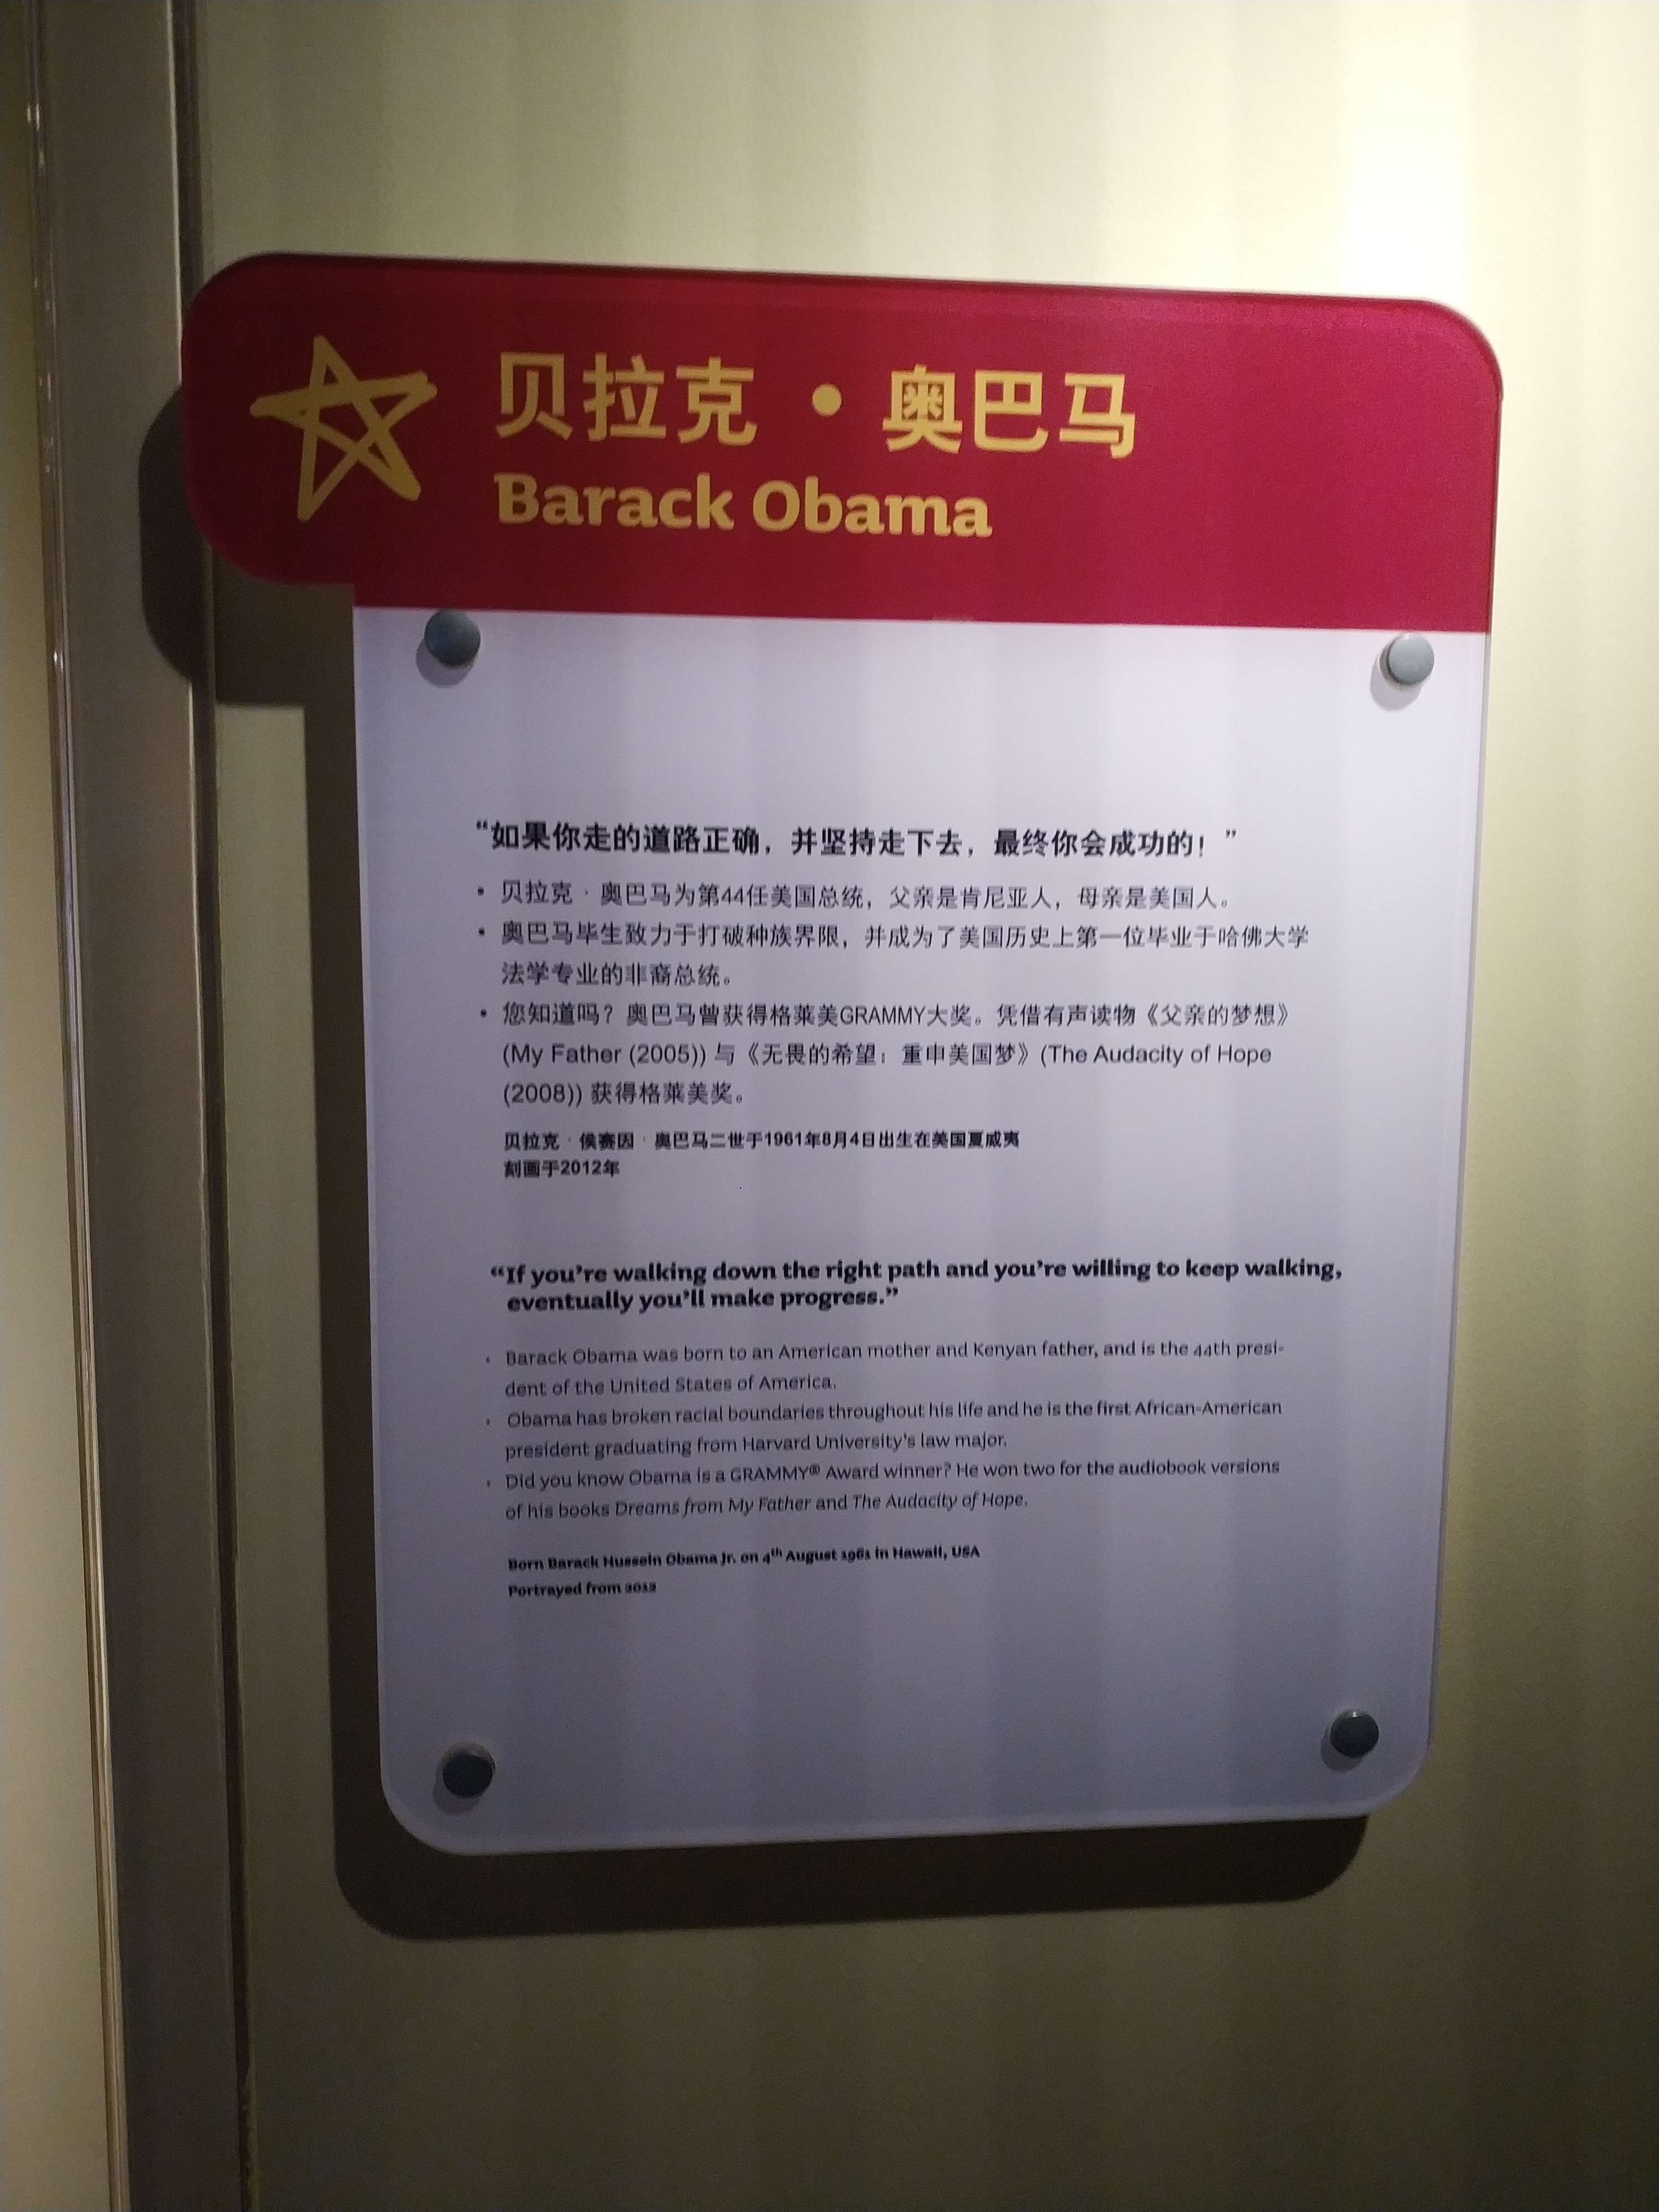 贝拉克 • 奥巴马
Barack Obama
“如果你走的道路正确，并坚持走下去，最终你会成功的！”
• 贝拉克 · 奥巴马为第44任美国总统，父亲是肯尼亚人，母亲是美国人。
• 奥巴马毕生致力于打破种族界限，并成为了美国历史上第一位毕业于哈佛大学
法学专业的非裔总统。
• 您知道吗？奥巴马曾获得格莱美GRAMMY大奖。凭借有声读物《父亲的梦想》
(My Father (2005)) 与《无畏的希望：重申美国梦》(The Audacity of Hope
(2008)) 获得格莱美奖。
贝拉克 · 侯赛因 · 奥巴马二世于1961年8月4日出生在美国夏威夷
刻画于2012年
“If you’re walking down the right path and you’re willing to keep walking,
eventually you’ll make progress.”
• Barack Obama was born to an American mother and Kenyan father, and is the 44th presi-
dent of the United States of America.
• Obama has broken racial boundaries throughout his life and he is the first African-American
president graduating from Harvard University's law major.
• Did you know Obama is a GRAMMY® Award winner? He won two for the audiobook versions
of his books Dreams from My Father and The Audacity of Hope.
Born Barack Hussein Obama Jr. on 4th August 1961 in Hawaii, USA
Portrayed from 2012